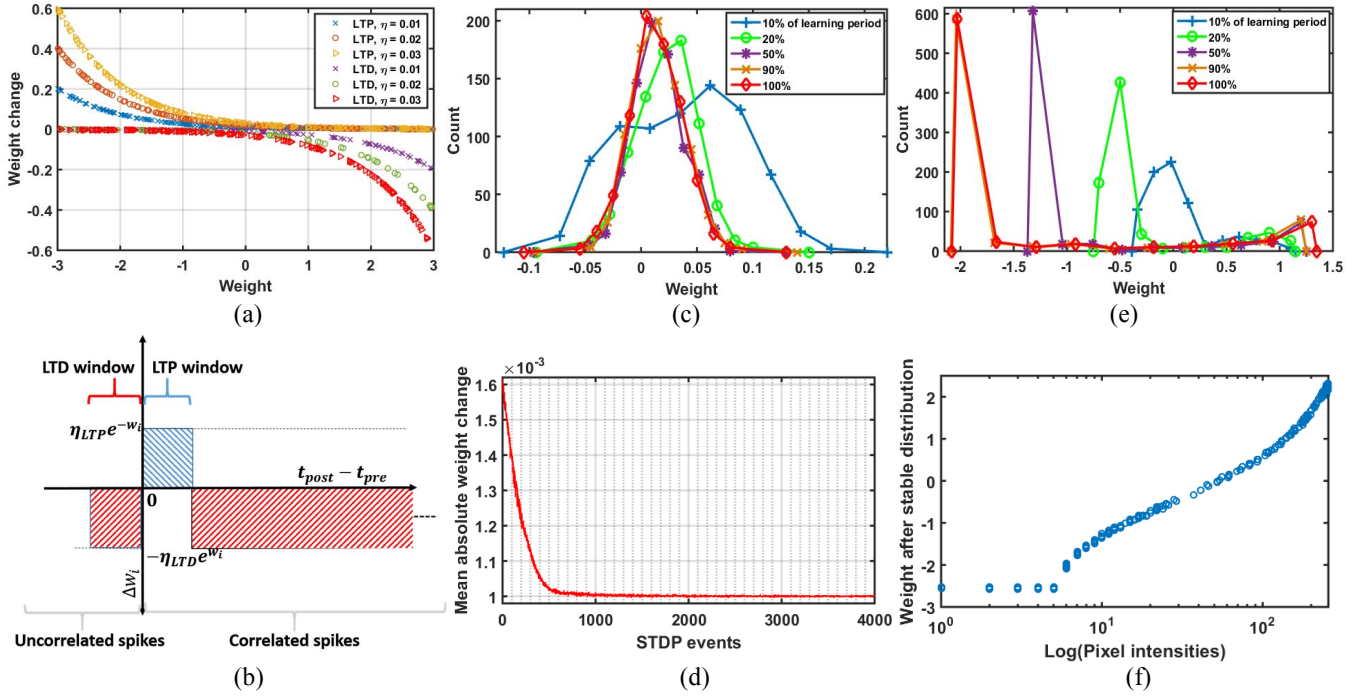 0.6
0.4
0.2
0
-0.2
-0.4
-0.6
Weight change
-3 -2 -1 0 1 2 3
Weight
LTP, η = 0.01
LTP, η = 0.02
LTP, η = 0.03
LTD, η = 0.01
LTD, η = 0.02
LTD, η = 0.03
(a)
200
150
100
50
0
Count
-0.1 -0.05 0 0.05 0.1 0.15 0.2
Weight
10% of learning period
20%
50%
90%
100%
(c)
600
500
400
300
200
100
0
Count
-2 -1.5 -1 -0.5 0 0.5 1 1.5
Weight
10% of learning period
20%
50%
90%
100%
(e)
LTD window LTP window
η_LTP e^{-w_i}
t_post − t_pre
0
−η_LTD e^{w_i}
Δw_i
Uncorrelated spikes Correlated spikes
(b)
× 10^-3
1.6
1.5
1.4
1.3
1.2
1.1
1
Mean absolute weight change
0 1000 2000 3000 4000
STDP events
(d)
2
1
0
-1
-2
-3
Weight after stable distribution
10^0 10^1 10^2
Log(Pixel intensities)
(f)